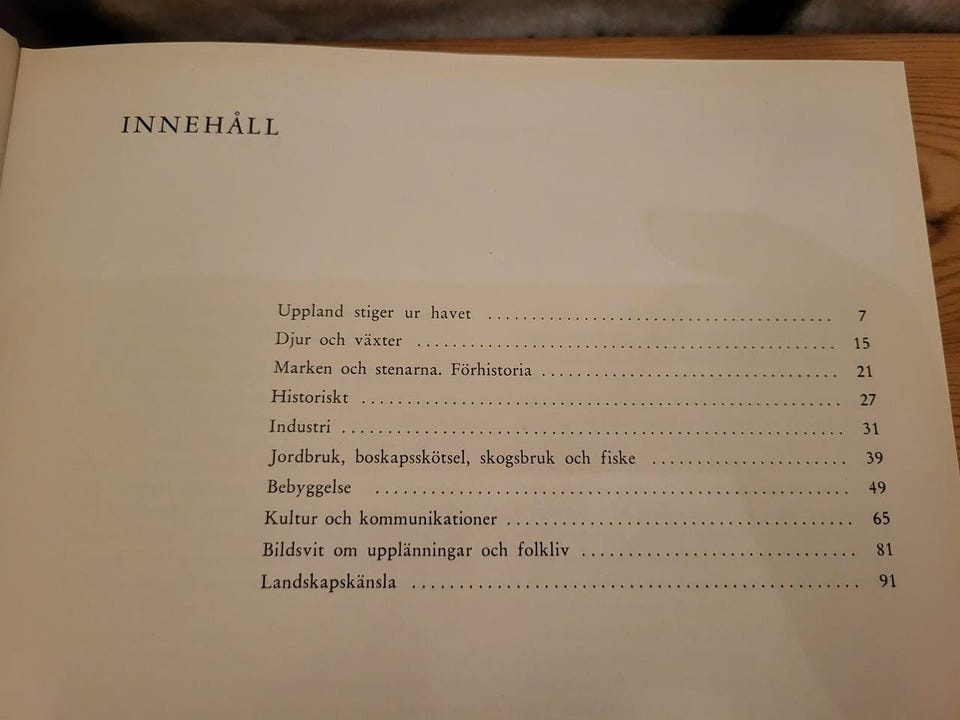 INNEHÅLL
Uppland stiger ur havet ........................................ 7
Djur och växter ................................................ 15
Marken och stenarna. Förhistoria ................................. 21
Historiskt ..................................................... 27
Industri ....................................................... 31
Jordbruk, boskapsskötsel, skogsbruk och fiske ...................... 39
Bebyggelse ..................................................... 49
Kultur och kommunikationer ...................................... 65
Bildsvit om upplänningar och folkliv .............................. 81
Landskapskänsla ................................................ 91